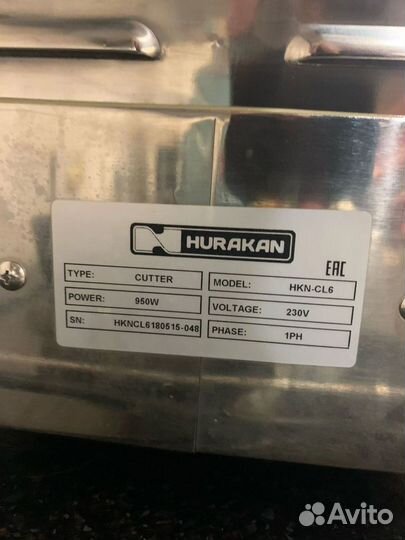 HURAKAN
EAC
TYPE: CUTTER MODEL: HKN-CL6
POWER: 950W VOLTAGE: 230V
SN: HKNCL6180515-048 PHASE: 1PH
Avito